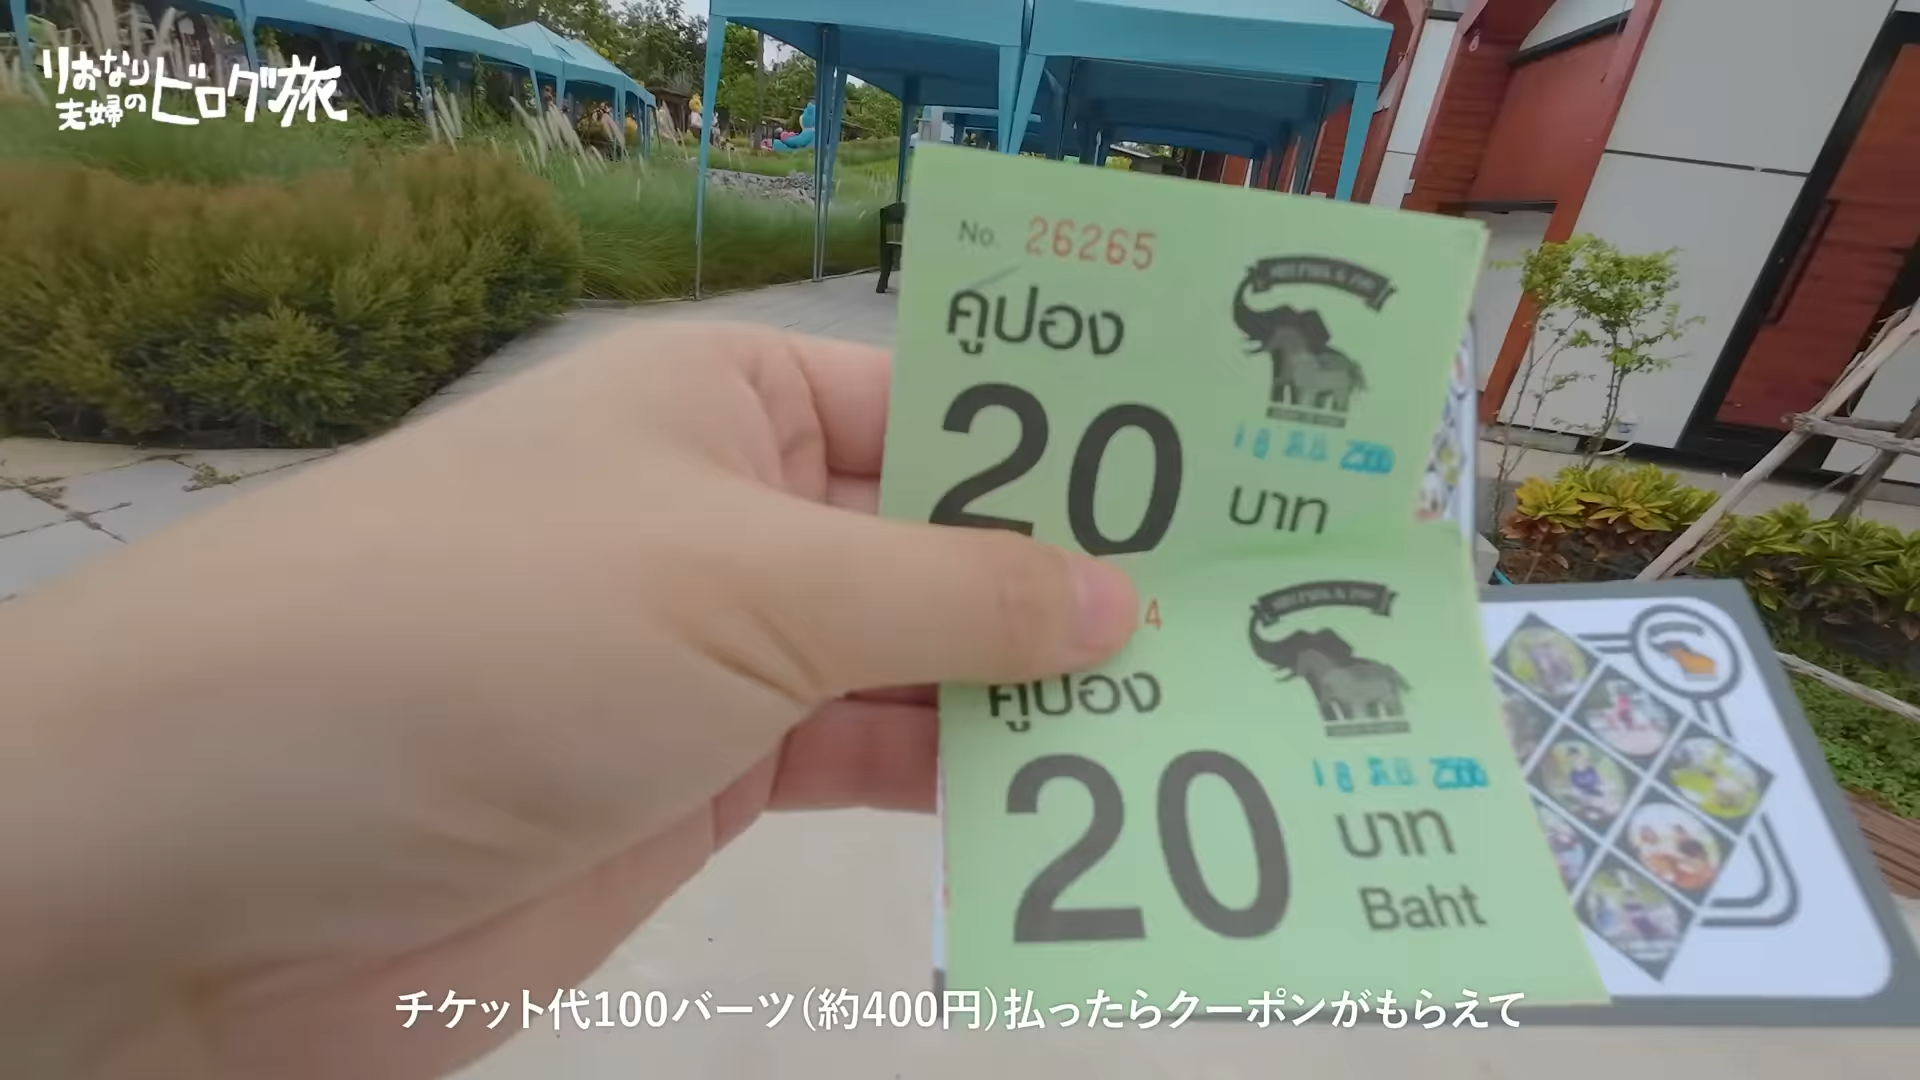 りおなり
夫婦の
ビログ旅
No. 26265
คูปอง
20
บาท
4
คูปอง
20
บาท
Baht
チケット代100バーツ(約400円)払ったらクーポンがもらえて